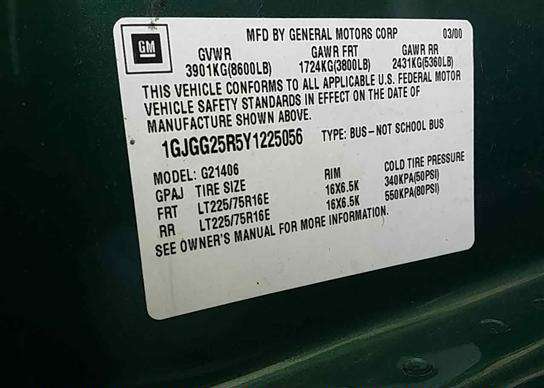 GM
MFD BY GENERAL MOTORS CORP 03/00
GVWR GAWR FRT GAWR RR
3901KG(8600LB) 1724KG(3800LB) 2431KG(5360LB)
THIS VEHICLE CONFORMS TO ALL APPLICABLE U.S. FEDERAL MOTOR
VEHICLE SAFETY STANDARDS IN EFFECT ON THE DATE OF
MANUFACTURE SHOWN ABOVE.
1GJGG25R5Y1225056 TYPE: BUS-NOT SCHOOL BUS
MODEL: G21406
GPAJ TIRE SIZE RIM COLD TIRE PRESSURE
FRT LT225/75R16E 16X6.5K 340KPA(50PSI)
RR LT225/75R16E 16X6.5K 550KPA(80PSI)
SEE OWNER'S MANUAL FOR MORE INFORMATION.